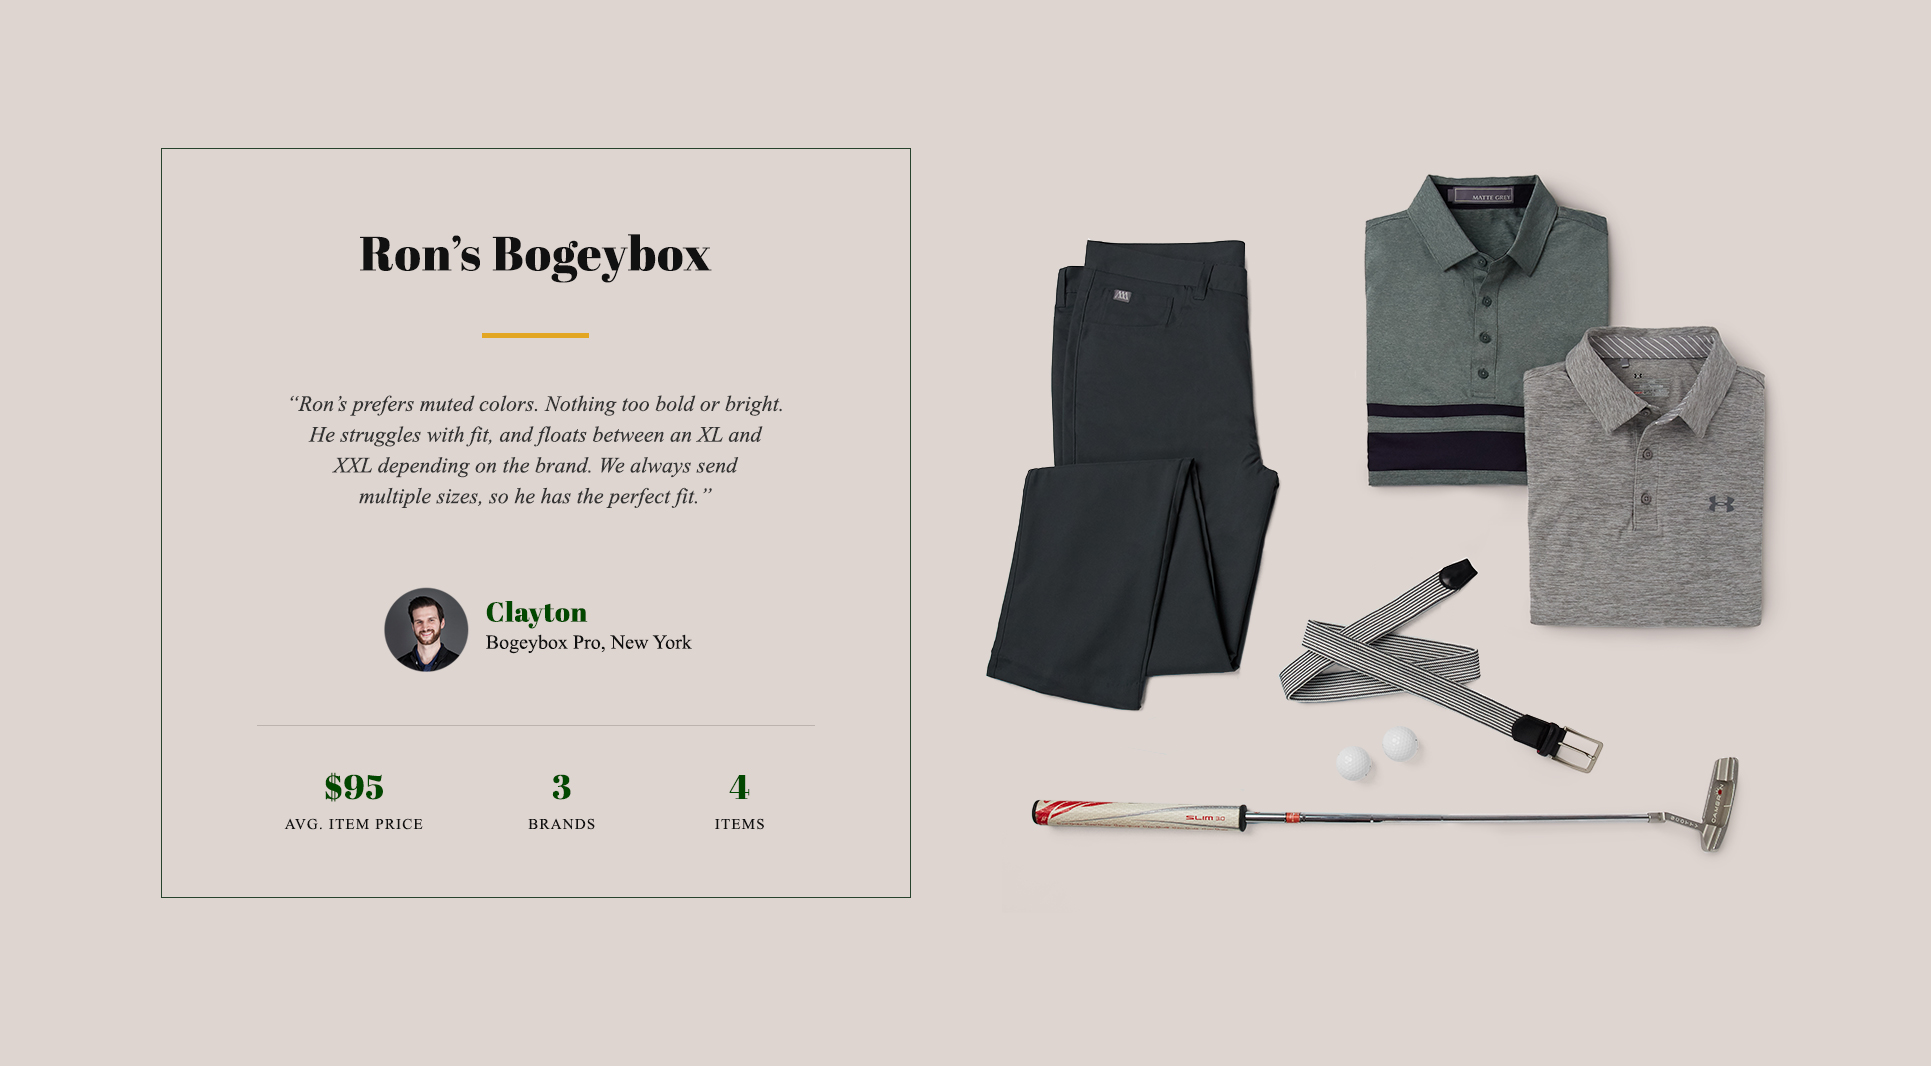 Ron’s Bogeybox
“Ron’s prefers muted colors. Nothing too bold or bright.
He struggles with fit, and floats between an XL and
XXL depending on the brand. We always send
multiple sizes, so he has the perfect fit.”
Clayton
Bogeybox Pro, New York
$95
AVG. ITEM PRICE
3
BRANDS
4
ITEMS
MATTE GREY
SLIM 3.0
SCOTTY
CAMERON